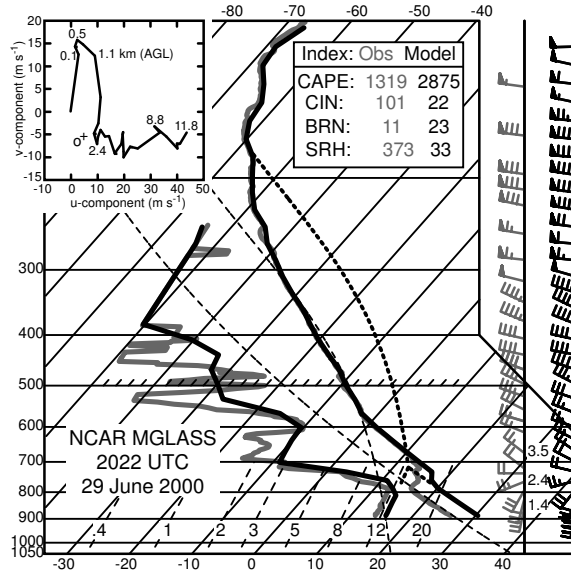 -80 -70 -60 -50 -40
20
15
10
5
0
-5
-10
-15
-10 0 10 20 30 40 50
v-component (m s-1)
u-component (m s-1)
0.5
0.1
1.1 km (AGL)
8.8
11.8
2.4
o+
Index: Obs Model
CAPE: 1319 2875
CIN: 101 22
BRN: 11 23
SRH: 373 33
300
400
500
600
700
800
900
1000
1050
NCAR MGLASS
2022 UTC
29 June 2000
3.5
2.4
1.4
.4 1 2 3 5 8 12 20
-30 -20 -10 0 10 20 30 40